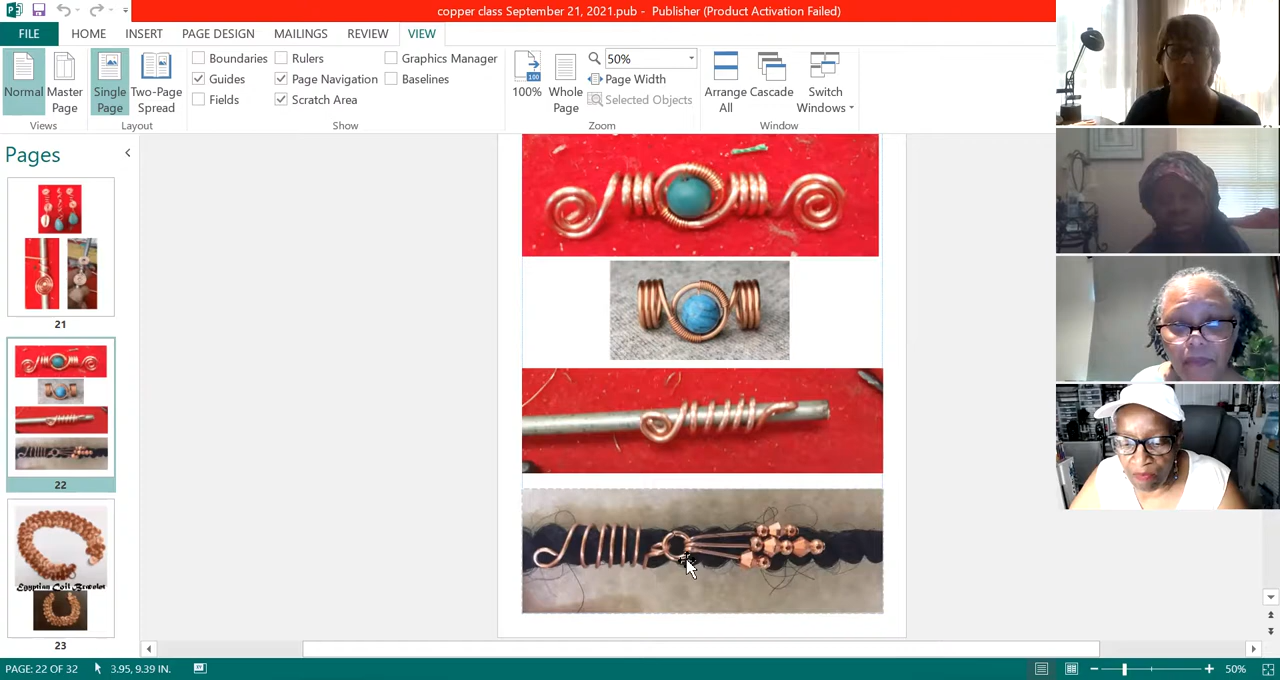 copper class September 21, 2021.pub - Publisher (Product Activation Failed)
FILE HOME INSERT PAGE DESIGN MAILINGS REVIEW VIEW
Normal
Master Page
Single Page
Two-Page Spread
Boundaries
Guides
Fields
Rulers
Page Navigation
Scratch Area
Graphics Manager
Baselines
100%
Whole Page
50%
Page Width
Selected Objects
Arrange All
Cascade
Switch Windows
Views
Layout
Show
Zoom
Window
Pages
21
22
Egyptian Coil Bracelet
23
PAGE: 22 OF 32
3.95, 9.39 IN.
50%